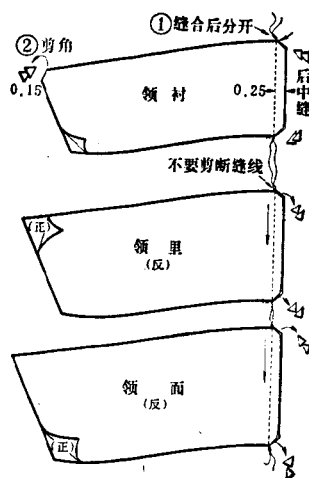 ①缝合后分开
②剪角
0.15
领 衬
0.25
后中缝
不要剪断缝线
(正)
领 里
(反)
领 面
(反)
(正)